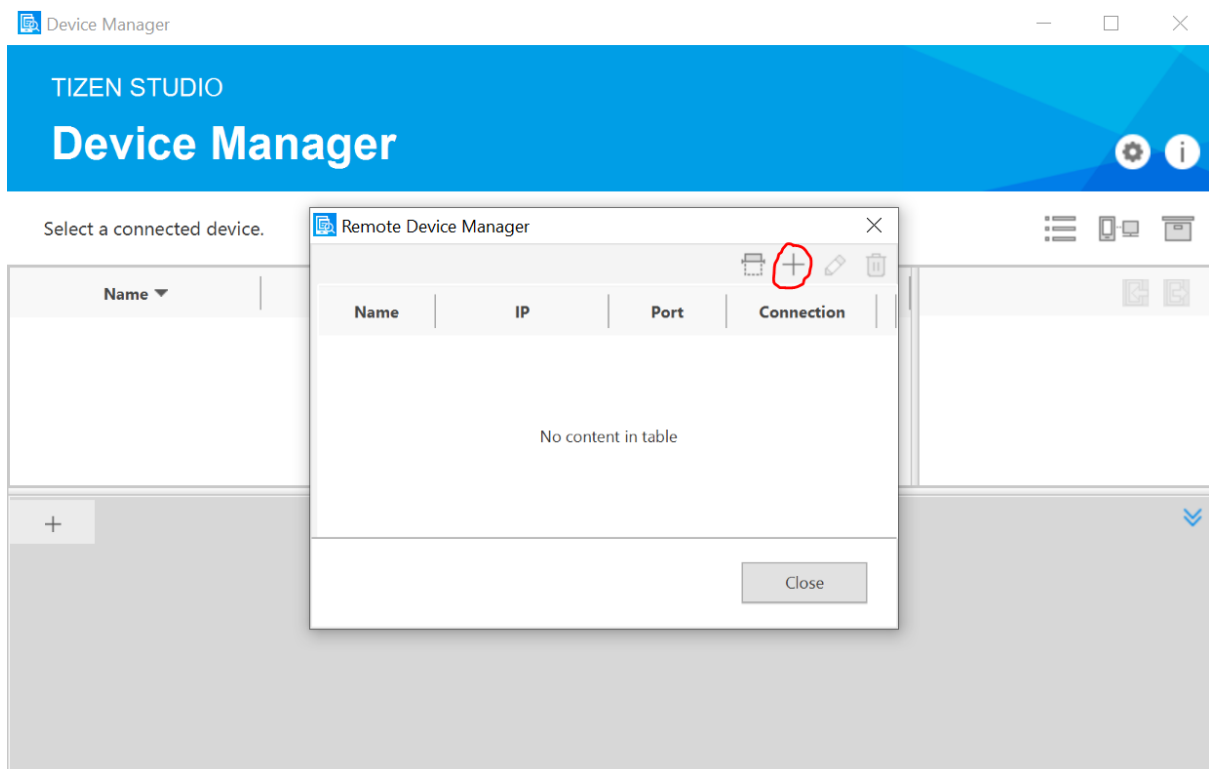 Device Manager
TIZEN STUDIO
Device Manager
Select a connected device.
Remote Device Manager
Name
Name IP Port Connection
No content in table
Close